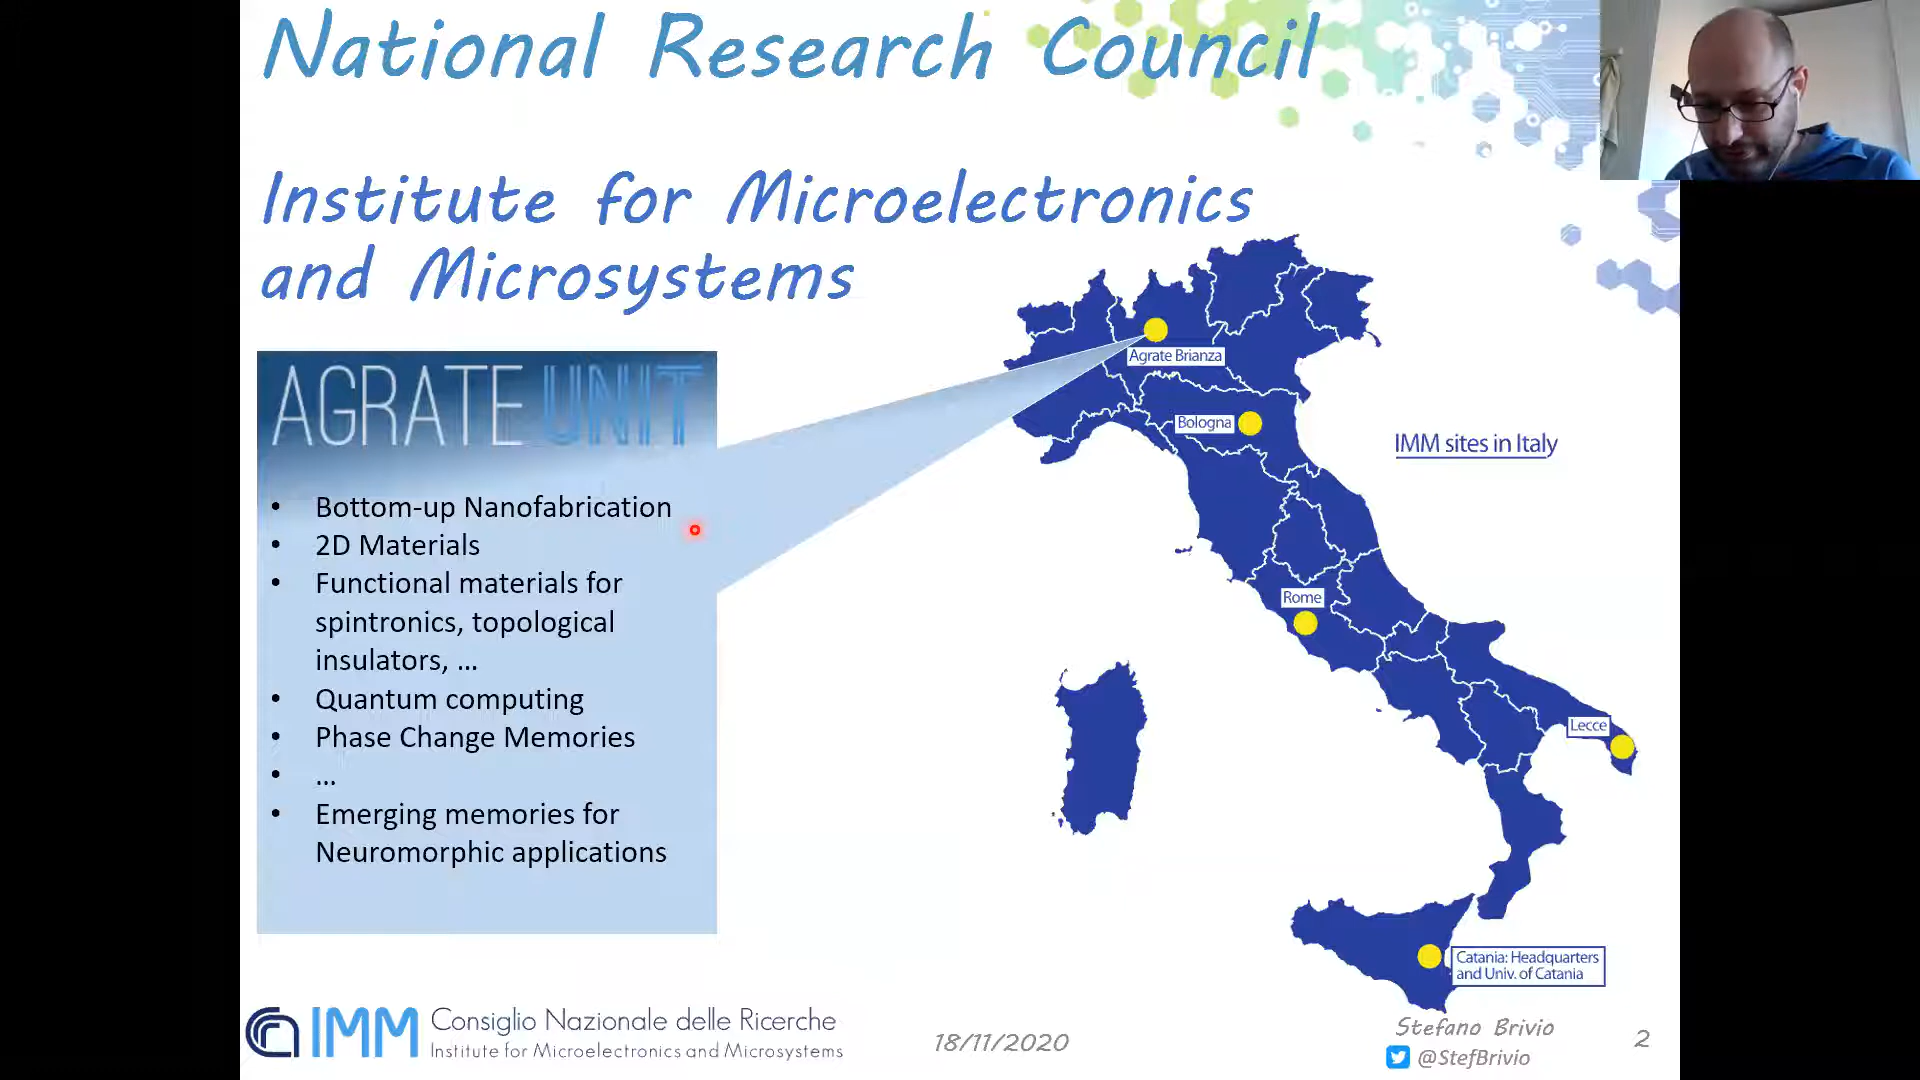 National Research Council
Institute for Microelectronics
and Microsystems
AGRATE UNIT
• Bottom-up Nanofabrication
• 2D Materials
• Functional materials for
spintronics, topological
insulators, ...
• Quantum computing
• Phase Change Memories
• ...
• Emerging memories for
Neuromorphic applications
Agrate Brianza
Bologna
IMM sites in Italy
Rome
Lecce
Catania: Headquarters
and Univ. of Catania
IMM
Consiglio Nazionale delle Ricerche
Institute for Microelectronics and Microsystems
18/11/2020
Stefano Brivio
@StefBrivio
2